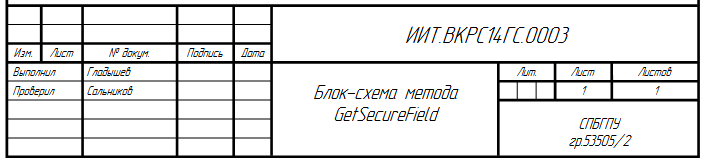 ИИТ.ВКРС14ГС.0003
Изм. Лист № докум. Подпись Дата
Выполнил Гладышев
Проверил Сальников
Блок-схема метода
GetSecureField
Лит. Лист Листов
1 1
СПБГПУ
гр.53505/2